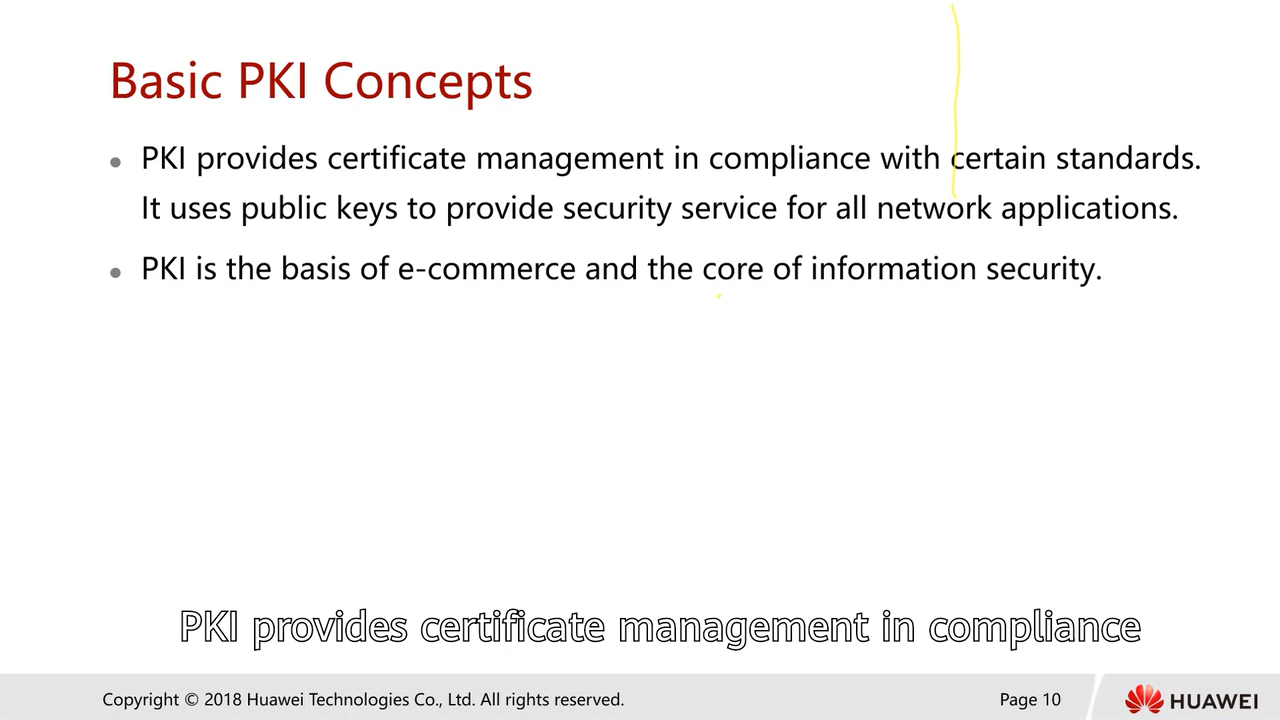 Basic PKI Concepts
• PKI provides certificate management in compliance with certain standards.
It uses public keys to provide security service for all network applications.
• PKI is the basis of e-commerce and the core of information security.
PKI provides certificate management in compliance
Copyright © 2018 Huawei Technologies Co., Ltd. All rights reserved.
Page 10
HUAWEI